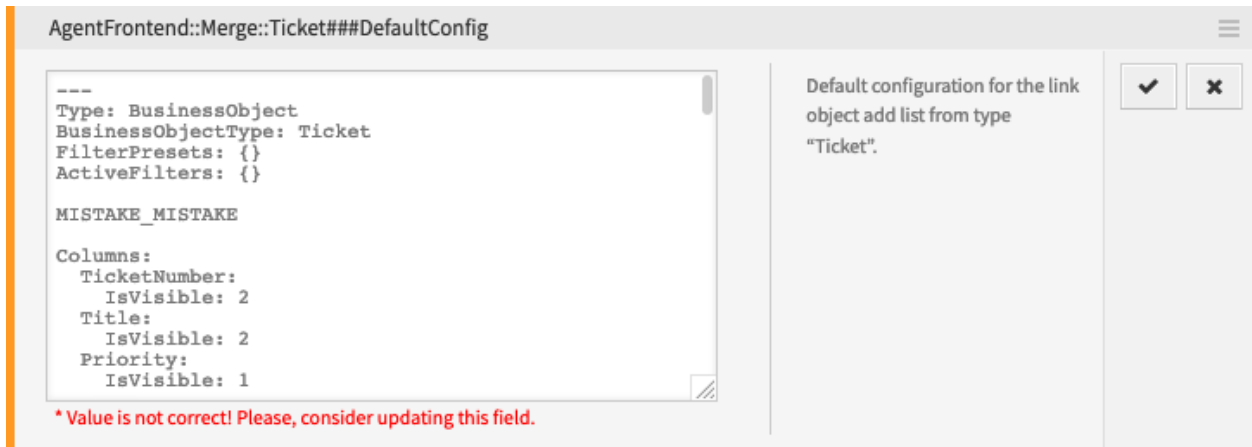 AgentFrontend::Merge::Ticket###DefaultConfig
---
Type: BusinessObject
BusinessObjectType: Ticket
FilterPresets: {}
ActiveFilters: {}
MISTAKE_MISTAKE
Columns:
  TicketNumber:
    IsVisible: 2
  Title:
    IsVisible: 2
  Priority:
    IsVisible: 1
* Value is not correct! Please, consider updating this field.
Default configuration for the link
object add list from type
“Ticket”.